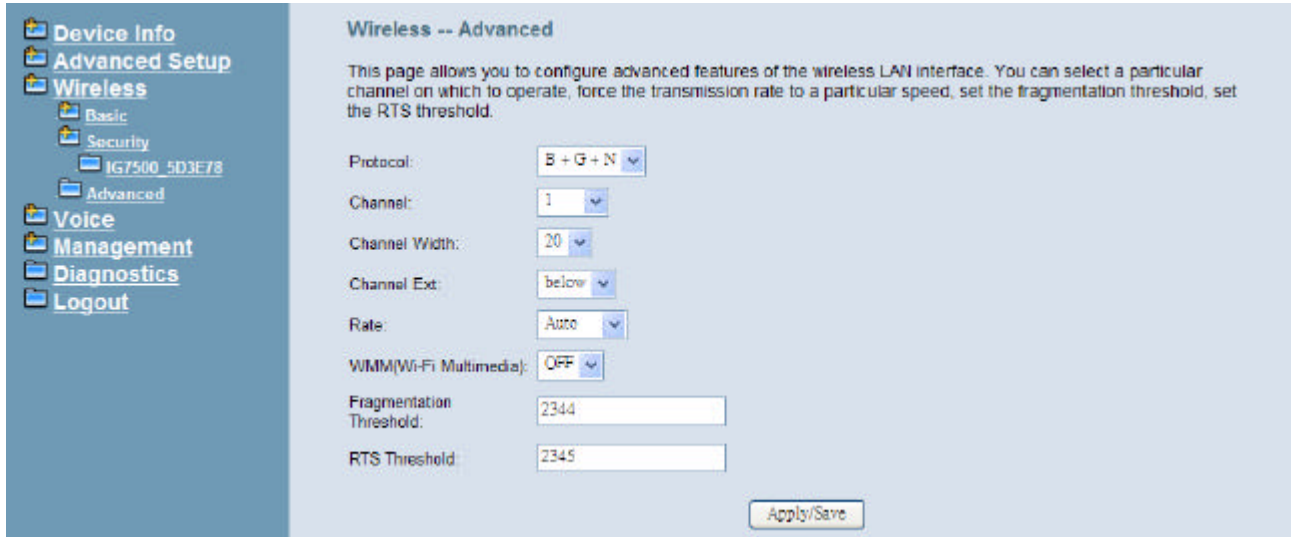 Device Info
Advanced Setup
Wireless
Basic
Security
IG7500_5D3E78
Advanced
Voice
Management
Diagnostics
Logout
Wireless -- Advanced
This page allows you to configure advanced features of the wireless LAN interface. You can select a particular
channel on which to operate, force the transmission rate to a particular speed, set the fragmentation threshold, set
the RTS threshold.
Protocol: B + G + N
Channel: 1
Channel Width: 20
Channel Ext: below
Rate: Auto
WMM(Wi-Fi Multimedia): OFF
Fragmentation
Threshold: 2344
RTS Threshold: 2345
Apply/Save